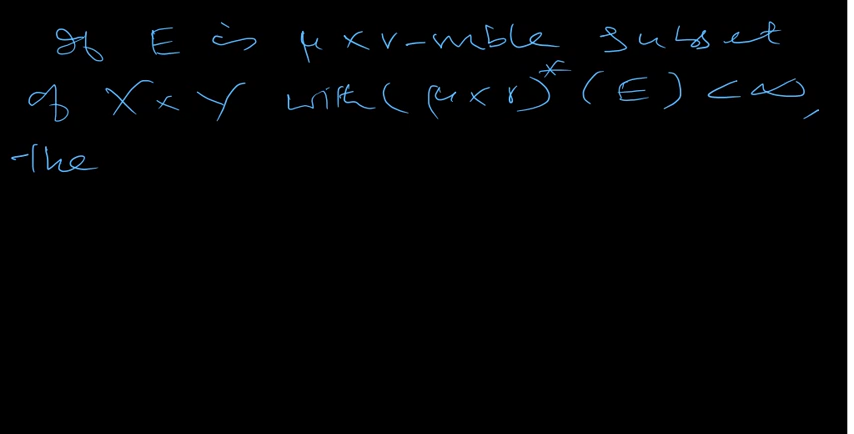 If E is μ × ν-mble subset
of X × Y with (μ × ν)* (E) < ∞,
the